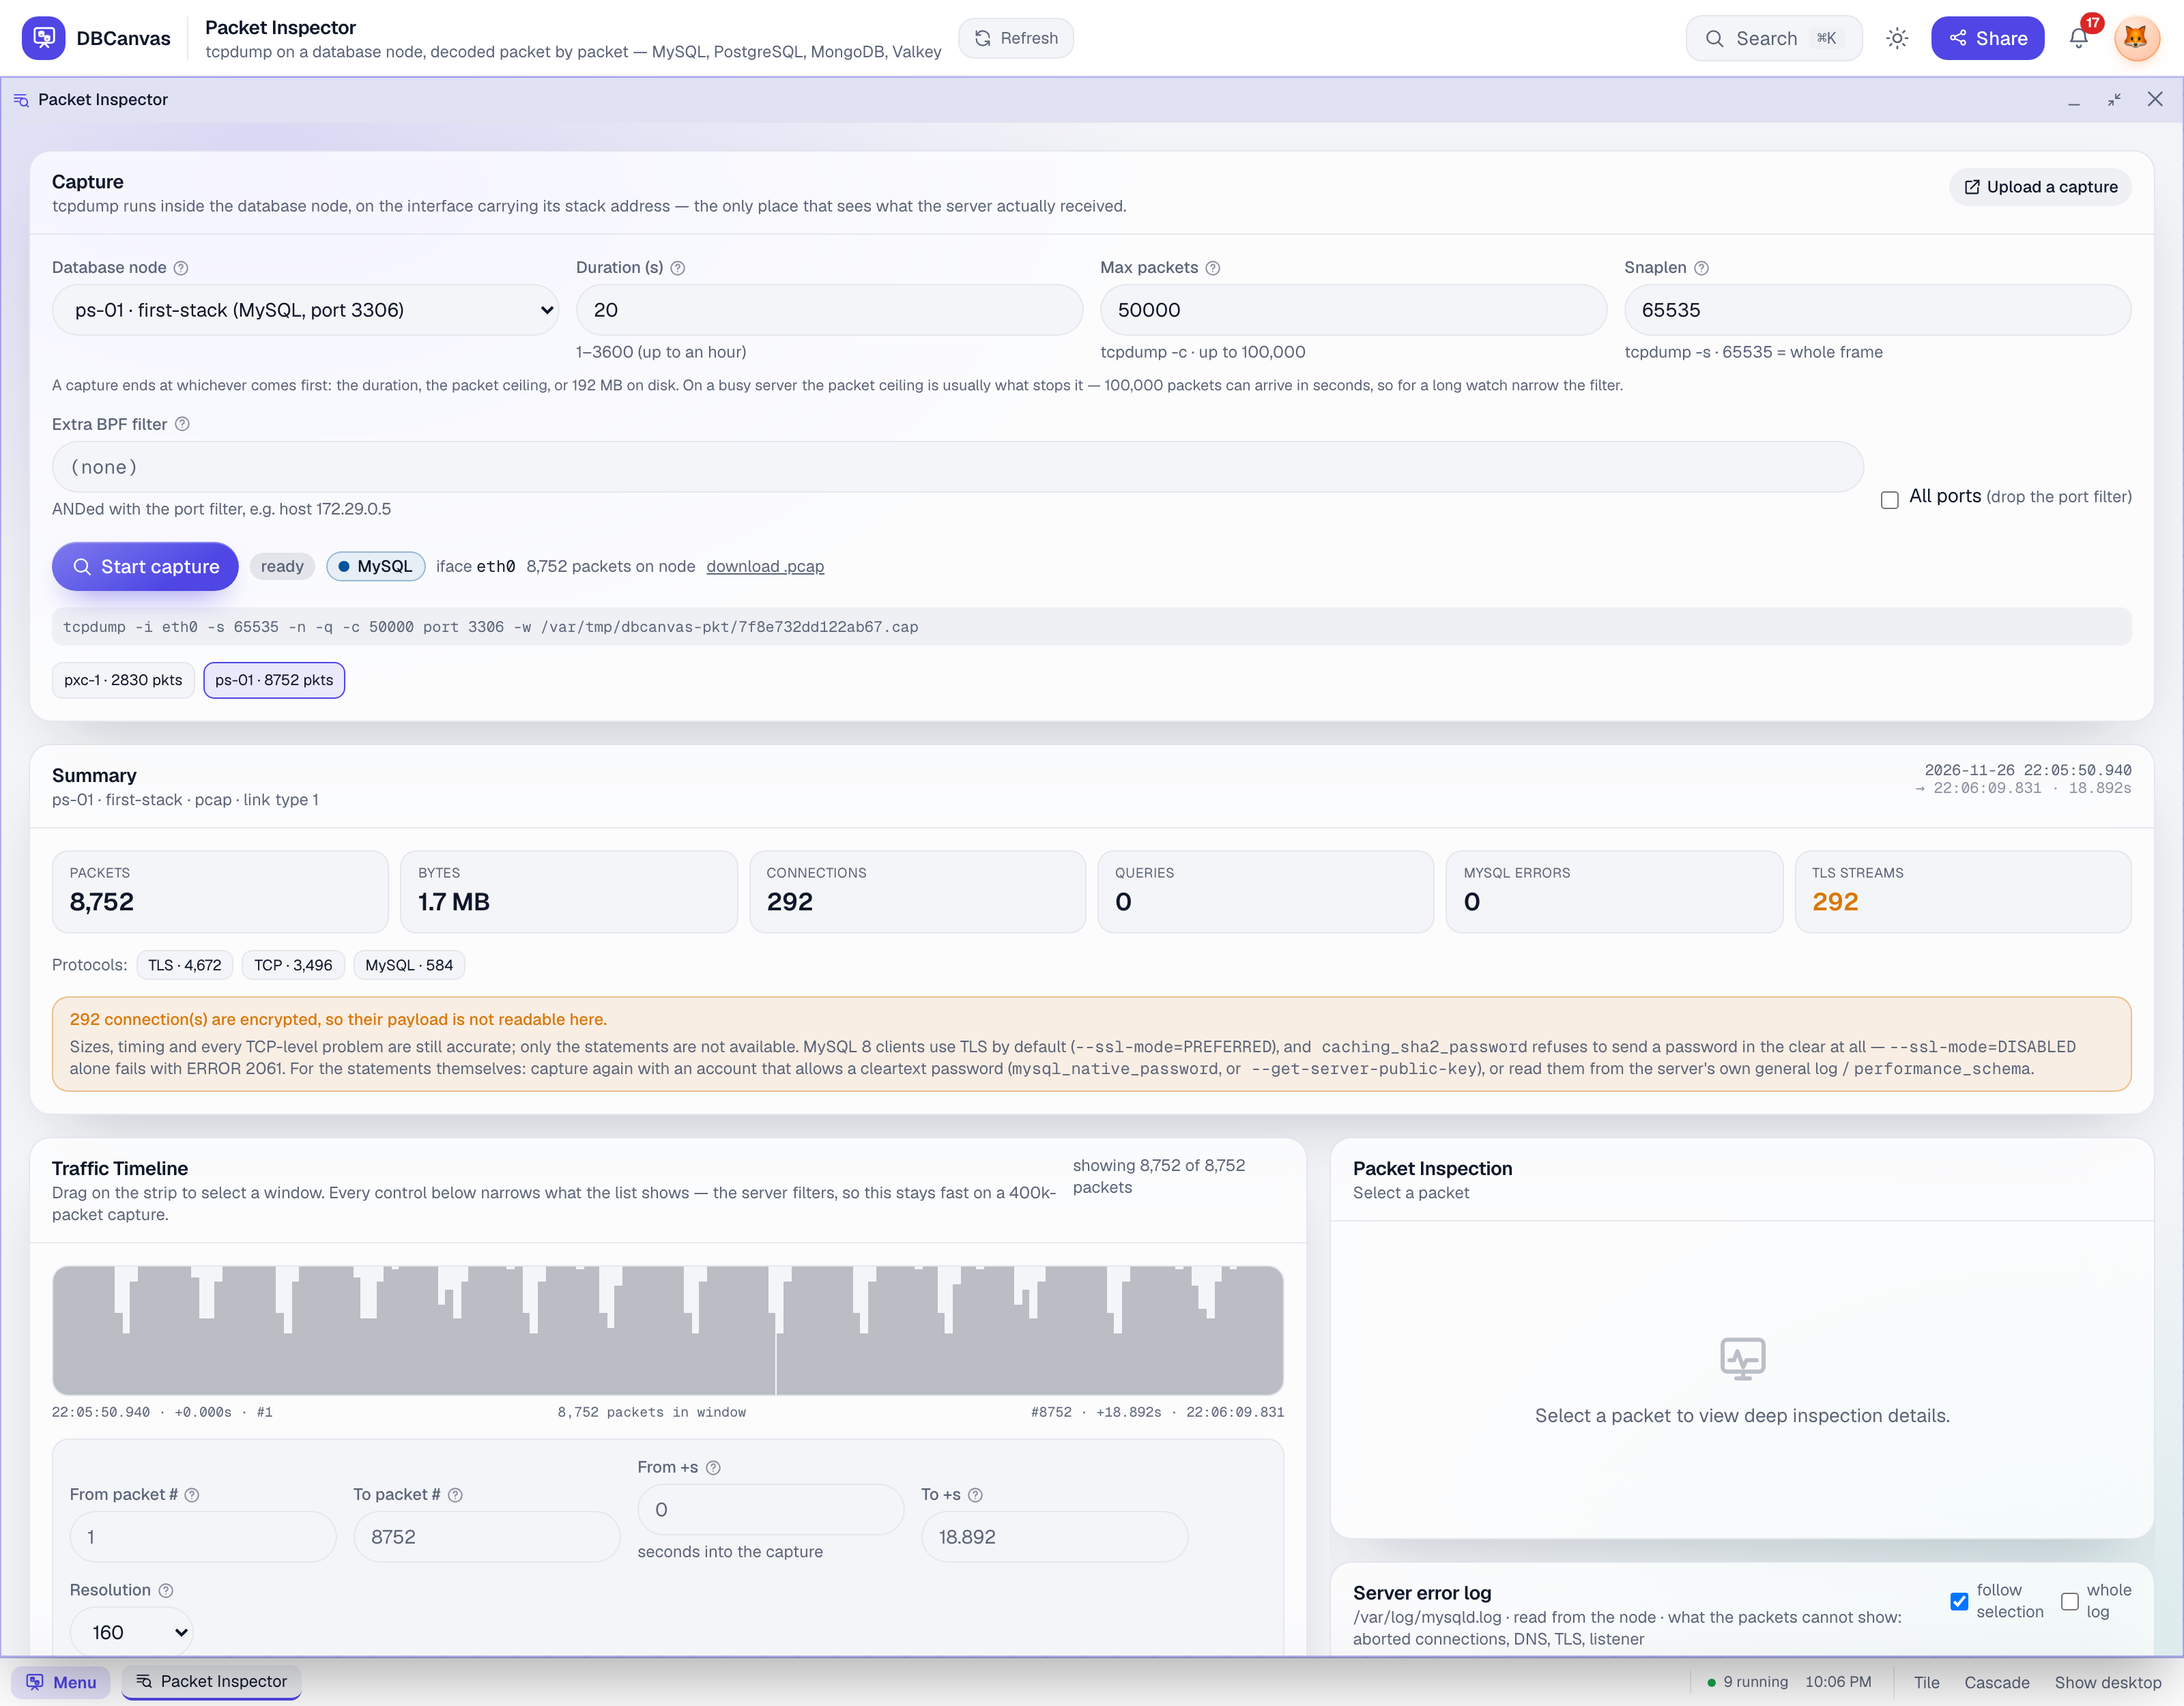 DBCanvas
Packet Inspector
tcpdump on a database node, decoded packet by packet — MySQL, PostgreSQL, MongoDB, Valkey
Refresh
Search ⌘K
Share
17
Packet Inspector
Capture
tcpdump runs inside the database node, on the interface carrying its stack address — the only place that sees what the server actually received.
Upload a capture
Database node
Duration (s)
Max packets
Snaplen
ps-01 · first-stack (MySQL, port 3306)
20
50000
65535
1–3600 (up to an hour)
tcpdump -c · up to 100,000
tcpdump -s · 65535 = whole frame
A capture ends at whichever comes first: the duration, the packet ceiling, or 192 MB on disk. On a busy server the packet ceiling is usually what stops it — 100,000 packets can arrive in seconds, so for a long watch narrow the filter.
Extra BPF filter
(none)
ANDed with the port filter, e.g. host 172.29.0.5
All ports (drop the port filter)
Start capture
ready
MySQL
iface eth0 8,752 packets on node download .pcap
tcpdump -i eth0 -s 65535 -n -q -c 50000 port 3306 -w /var/tmp/dbcanvas-pkt/7f8e732dd122ab67.cap
pxc-1 · 2830 pkts
ps-01 · 8752 pkts
Summary
ps-01 · first-stack · pcap · link type 1
2026-11-26 22:05:50.940
→ 22:06:09.831 · 18.892s
PACKETS
8,752
BYTES
1.7 MB
CONNECTIONS
292
QUERIES
0
MYSQL ERRORS
0
TLS STREAMS
292
Protocols: TLS · 4,672 TCP · 3,496 MySQL · 584
292 connection(s) are encrypted, so their payload is not readable here.
Sizes, timing and every TCP-level problem are still accurate; only the statements are not available. MySQL 8 clients use TLS by default (--ssl-mode=PREFERRED), and caching_sha2_password refuses to send a password in the clear at all — --ssl-mode=DISABLED
alone fails with ERROR 2061. For the statements themselves: capture again with an account that allows a cleartext password (mysql_native_password, or --get-server-public-key), or read them from the server's own general log / performance_schema.
Traffic Timeline
Drag on the strip to select a window. Every control below narrows what the list shows — the server filters, so this stays fast on a 400k-
packet capture.
showing 8,752 of 8,752
packets
22:05:50.940 · +0.000s · #1
8,752 packets in window
#8752 · +18.892s · 22:06:09.831
From packet #
To packet #
From +s
To +s
1
8752
0
18.892
seconds into the capture
Resolution
160
Packet Inspection
Select a packet
Select a packet to view deep inspection details.
Server error log
/var/log/mysqld.log · read from the node · what the packets cannot show:
aborted connections, DNS, TLS, listener
follow
selection
whole
log
Menu
Packet Inspector
9 running
10:06 PM
Tile
Cascade
Show desktop